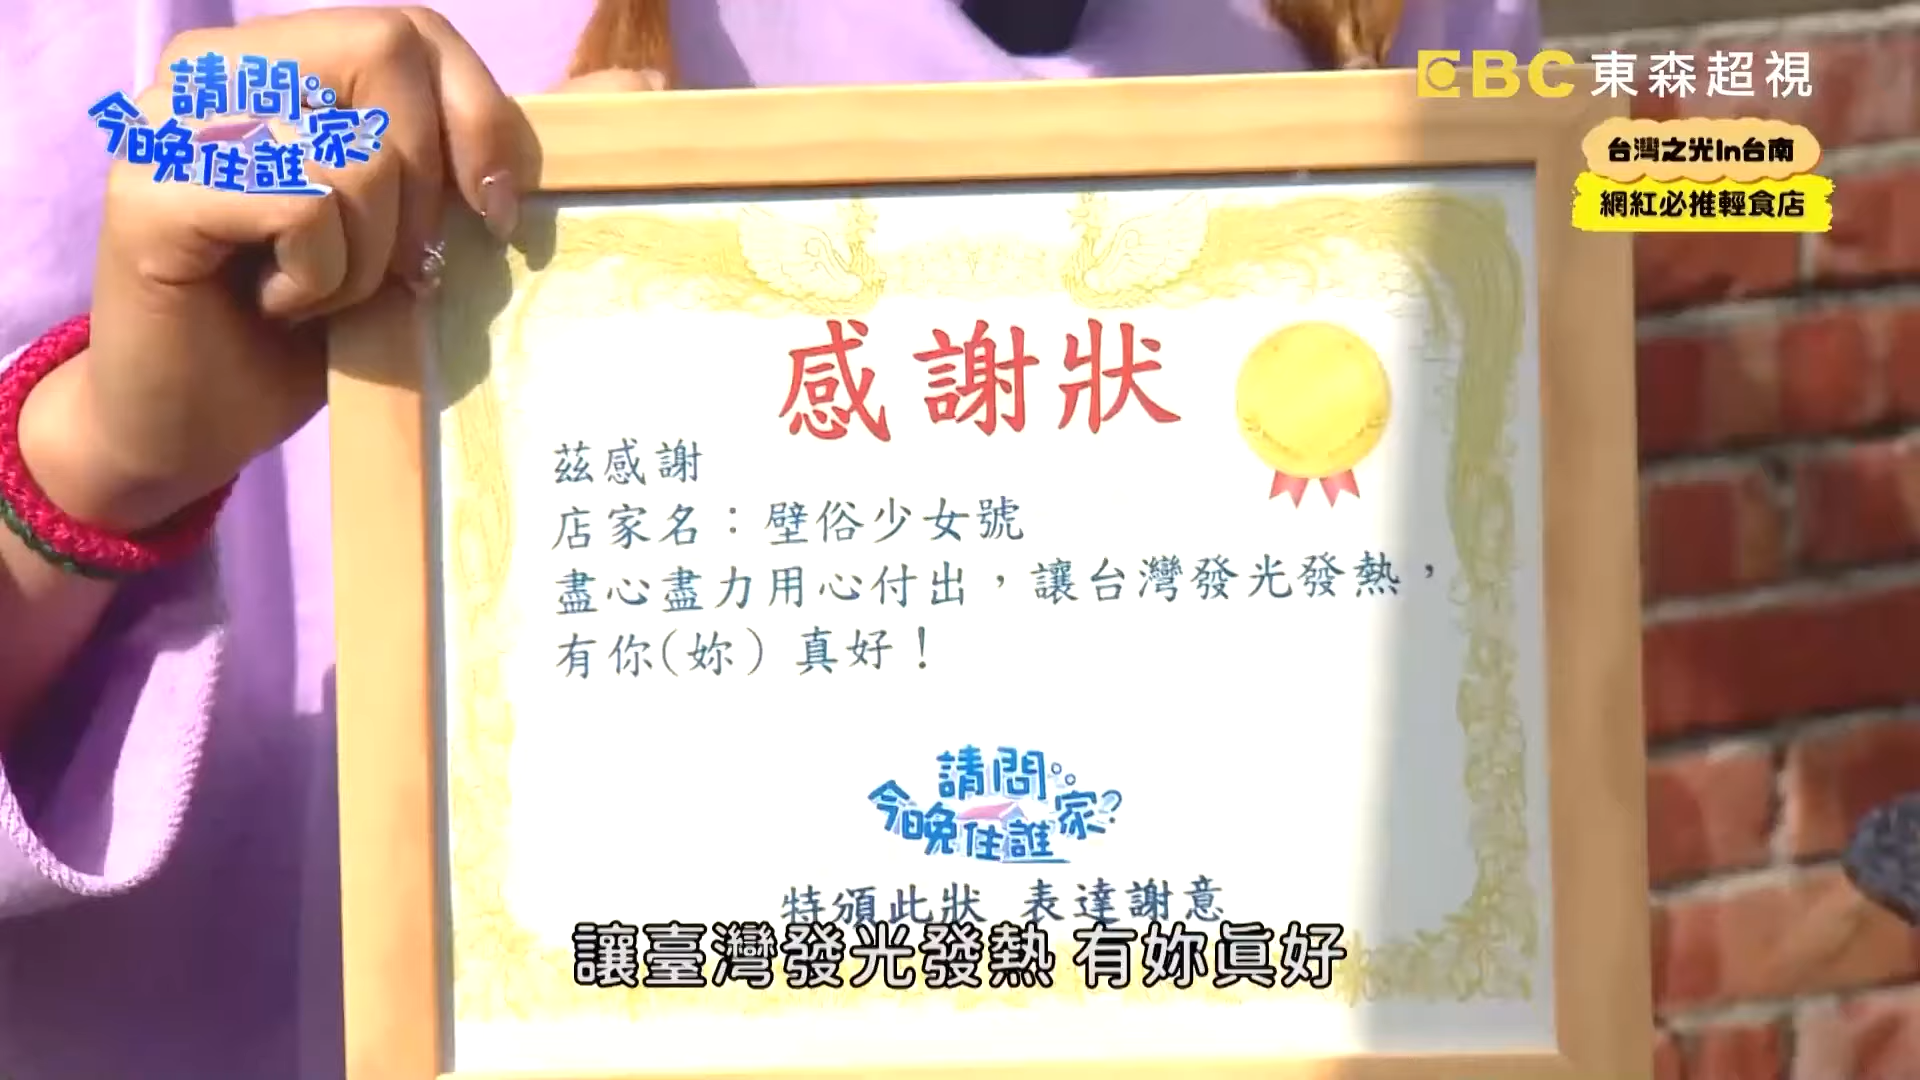 請問
今晚住誰家?
EBC 東森超視
台灣之光In台南
網紅必推輕食店
感謝狀
茲感謝
店家名：壁俗少女號
盡心盡力用心付出，讓台灣發光發熱，
有你(妳) 真好！
請問
今晚住誰家?
特頒此狀 表達謝意
讓臺灣發光發熱 有妳真好